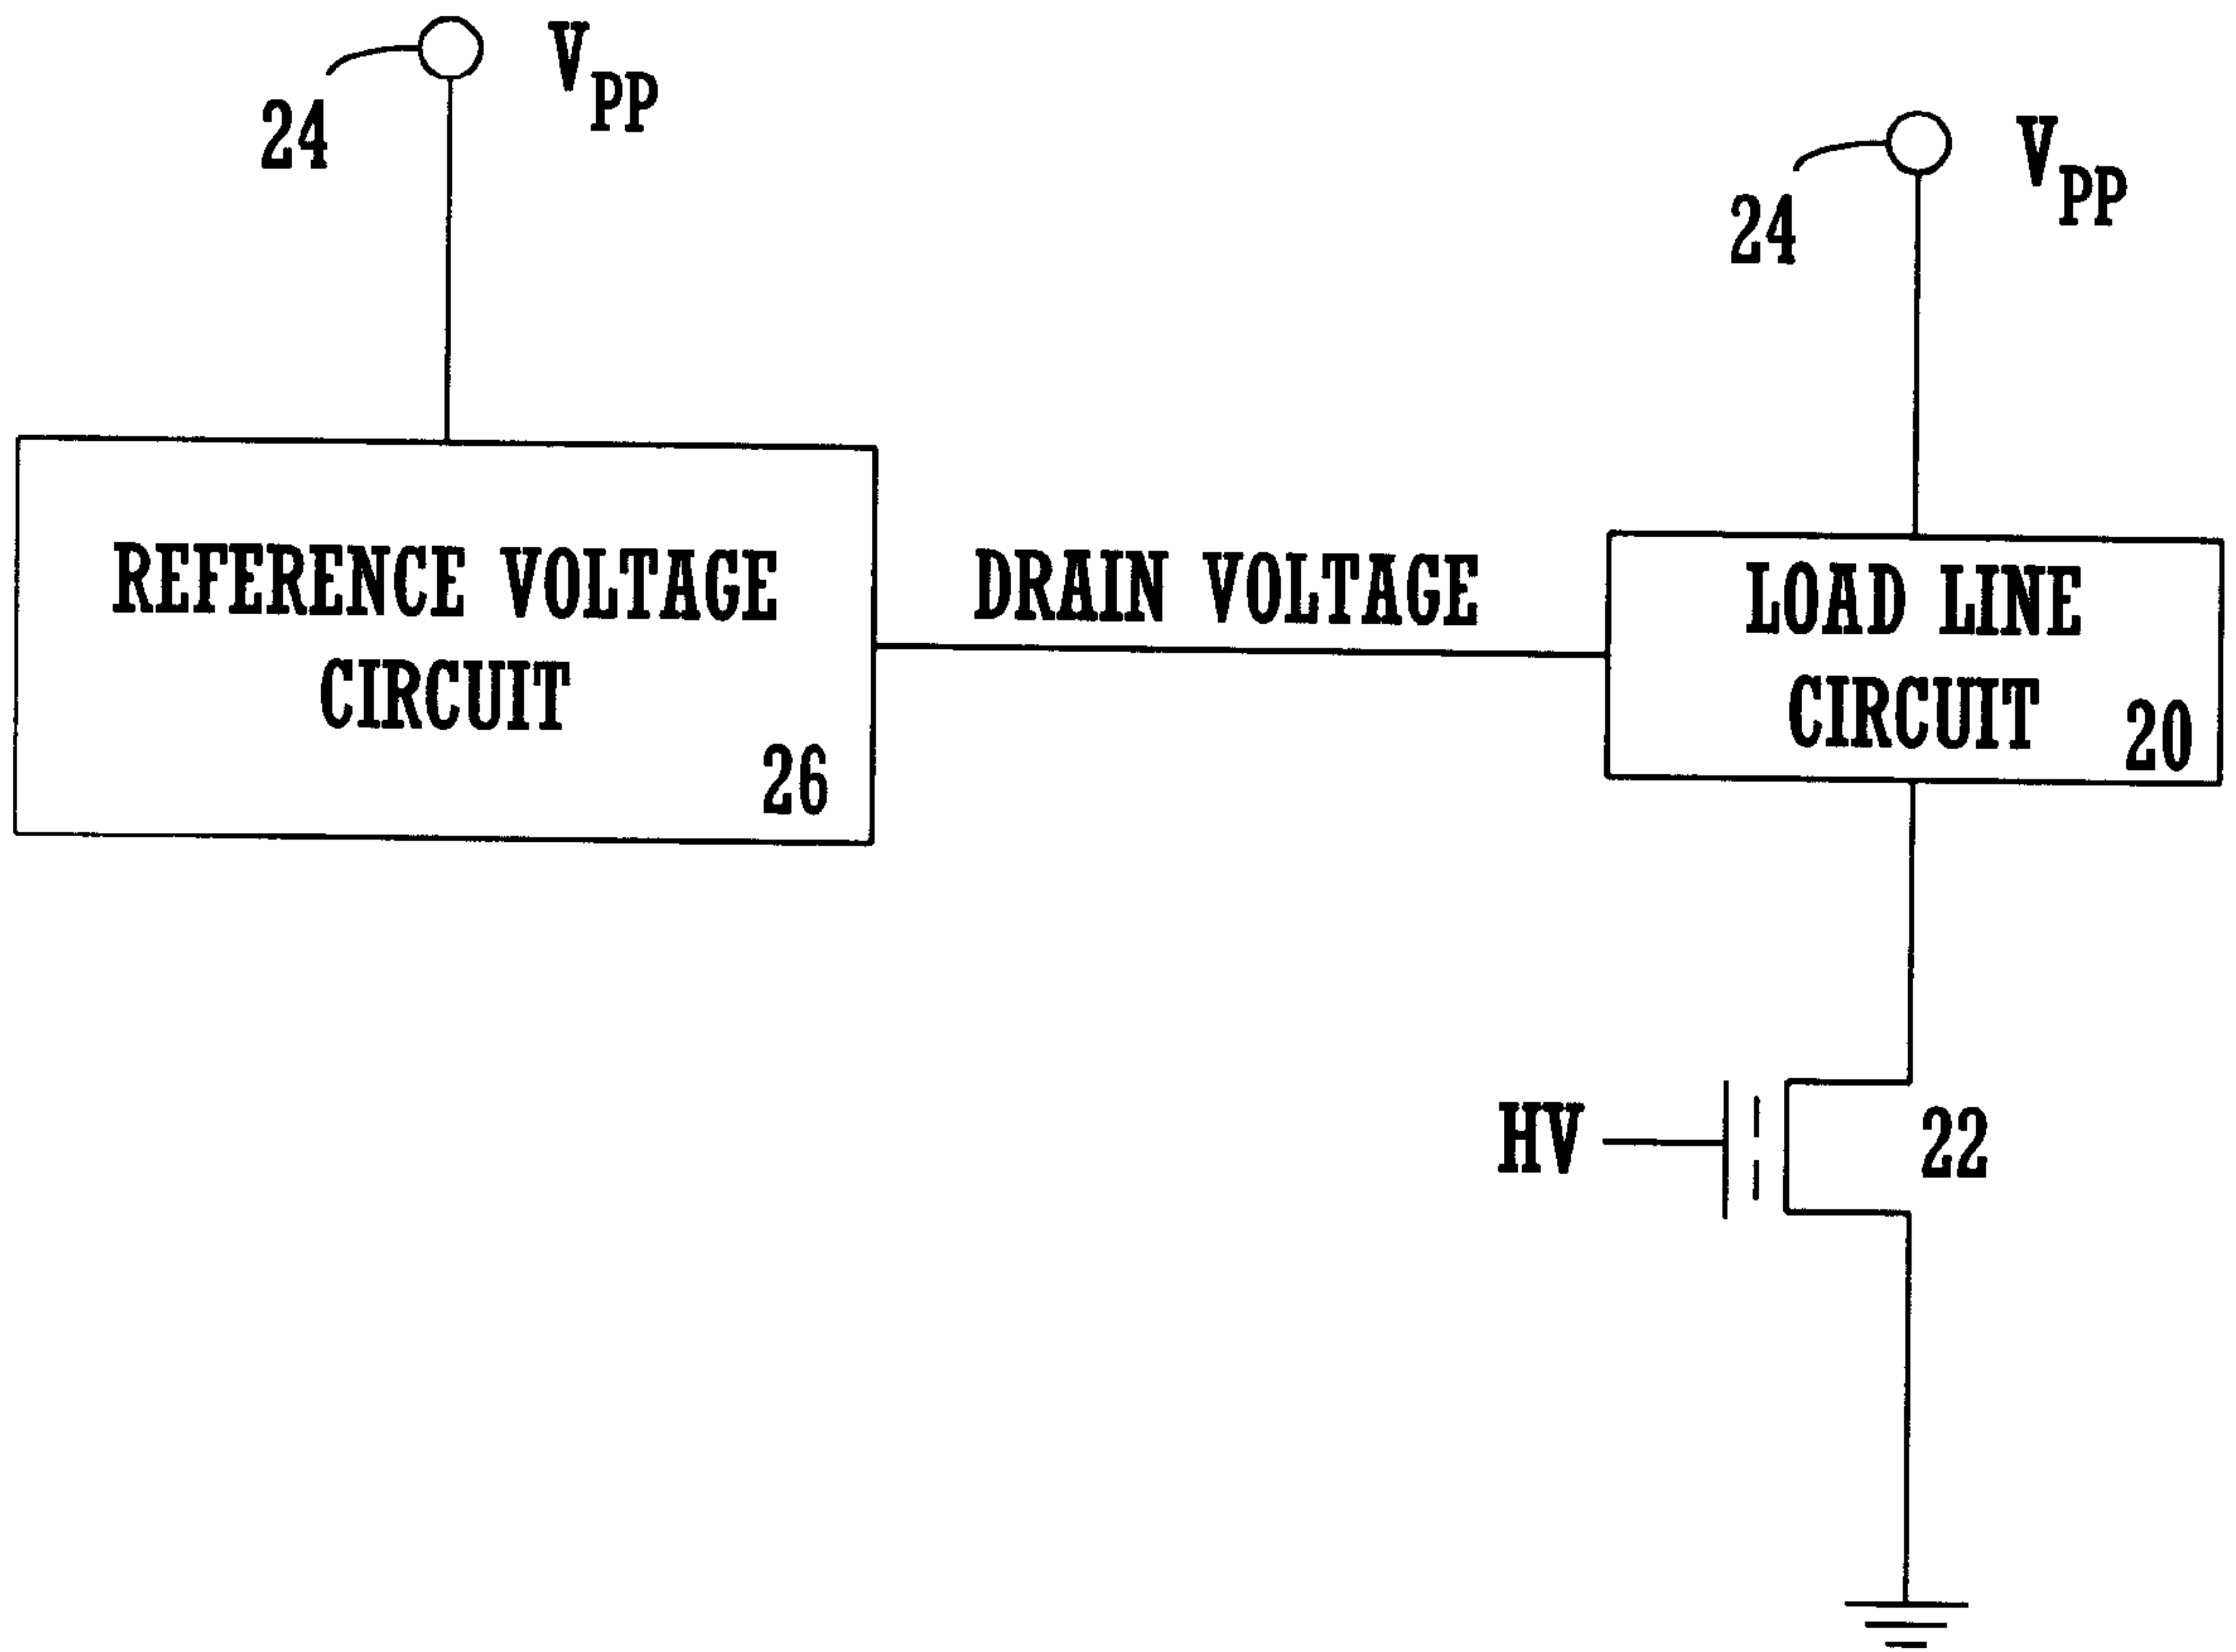 V_PP
24
V_PP
24
REFERENCE VOLTAGE
CIRCUIT
26
DRAIN VOLTAGE
LOAD LINE
CIRCUIT
20
HV
22